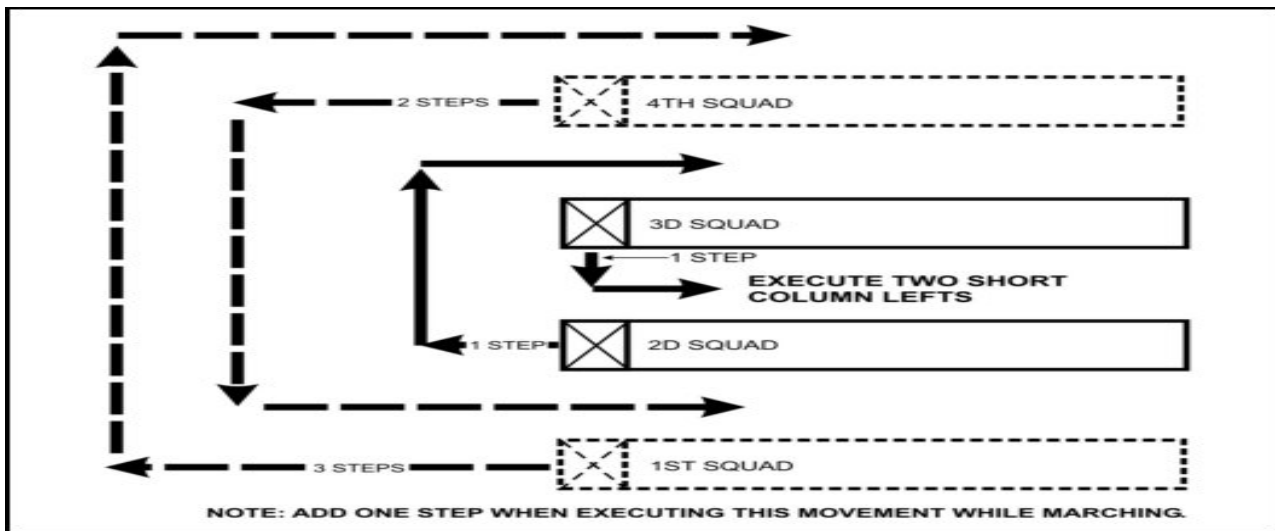 2 STEPS
4TH SQUAD
3D SQUAD
1 STEP
EXECUTE TWO SHORT
COLUMN LEFTS
1 STEP
2D SQUAD
3 STEPS
1ST SQUAD
NOTE: ADD ONE STEP WHEN EXECUTING THIS MOVEMENT WHILE MARCHING.